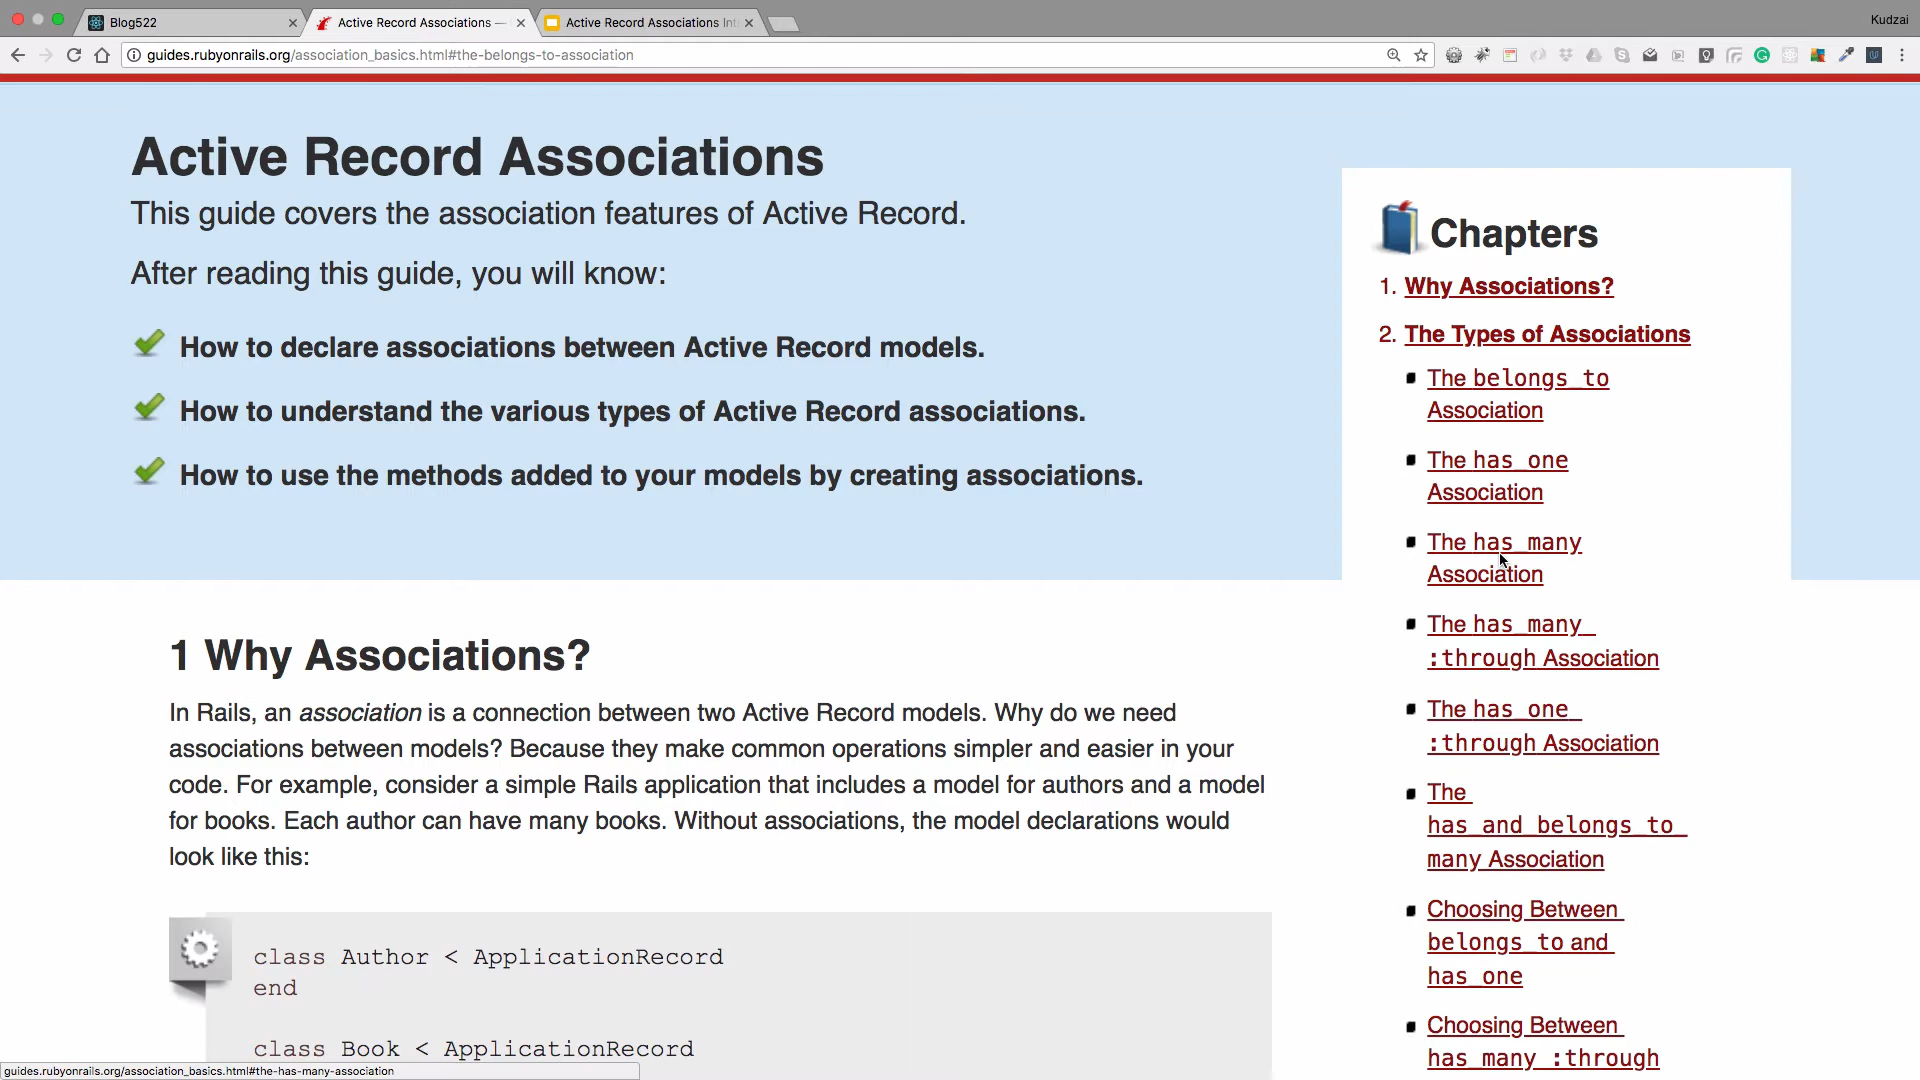 Blog522
Active Record Associations —
Active Record Associations Int
Kudzai
guides.rubyonrails.org/association_basics.html#the-belongs-to-association
Active Record Associations
This guide covers the association features of Active Record.
After reading this guide, you will know:
How to declare associations between Active Record models.
How to understand the various types of Active Record associations.
How to use the methods added to your models by creating associations.
Chapters
1. Why Associations?
2. The Types of Associations
The belongs_to
Association
The has_one
Association
The has_many
Association
The has_many
:through Association
The has_one
:through Association
The
has_and_belongs_to_
many Association
Choosing Between
belongs_to and
has_one
Choosing Between
has_many :through
1 Why Associations?
In Rails, an association is a connection between two Active Record models. Why do we need
associations between models? Because they make common operations simpler and easier in your
code. For example, consider a simple Rails application that includes a model for authors and a model
for books. Each author can have many books. Without associations, the model declarations would
look like this:
class Author < ApplicationRecord
end
class Book < ApplicationRecord
guides.rubyonrails.org/association_basics.html#the-has-many-association